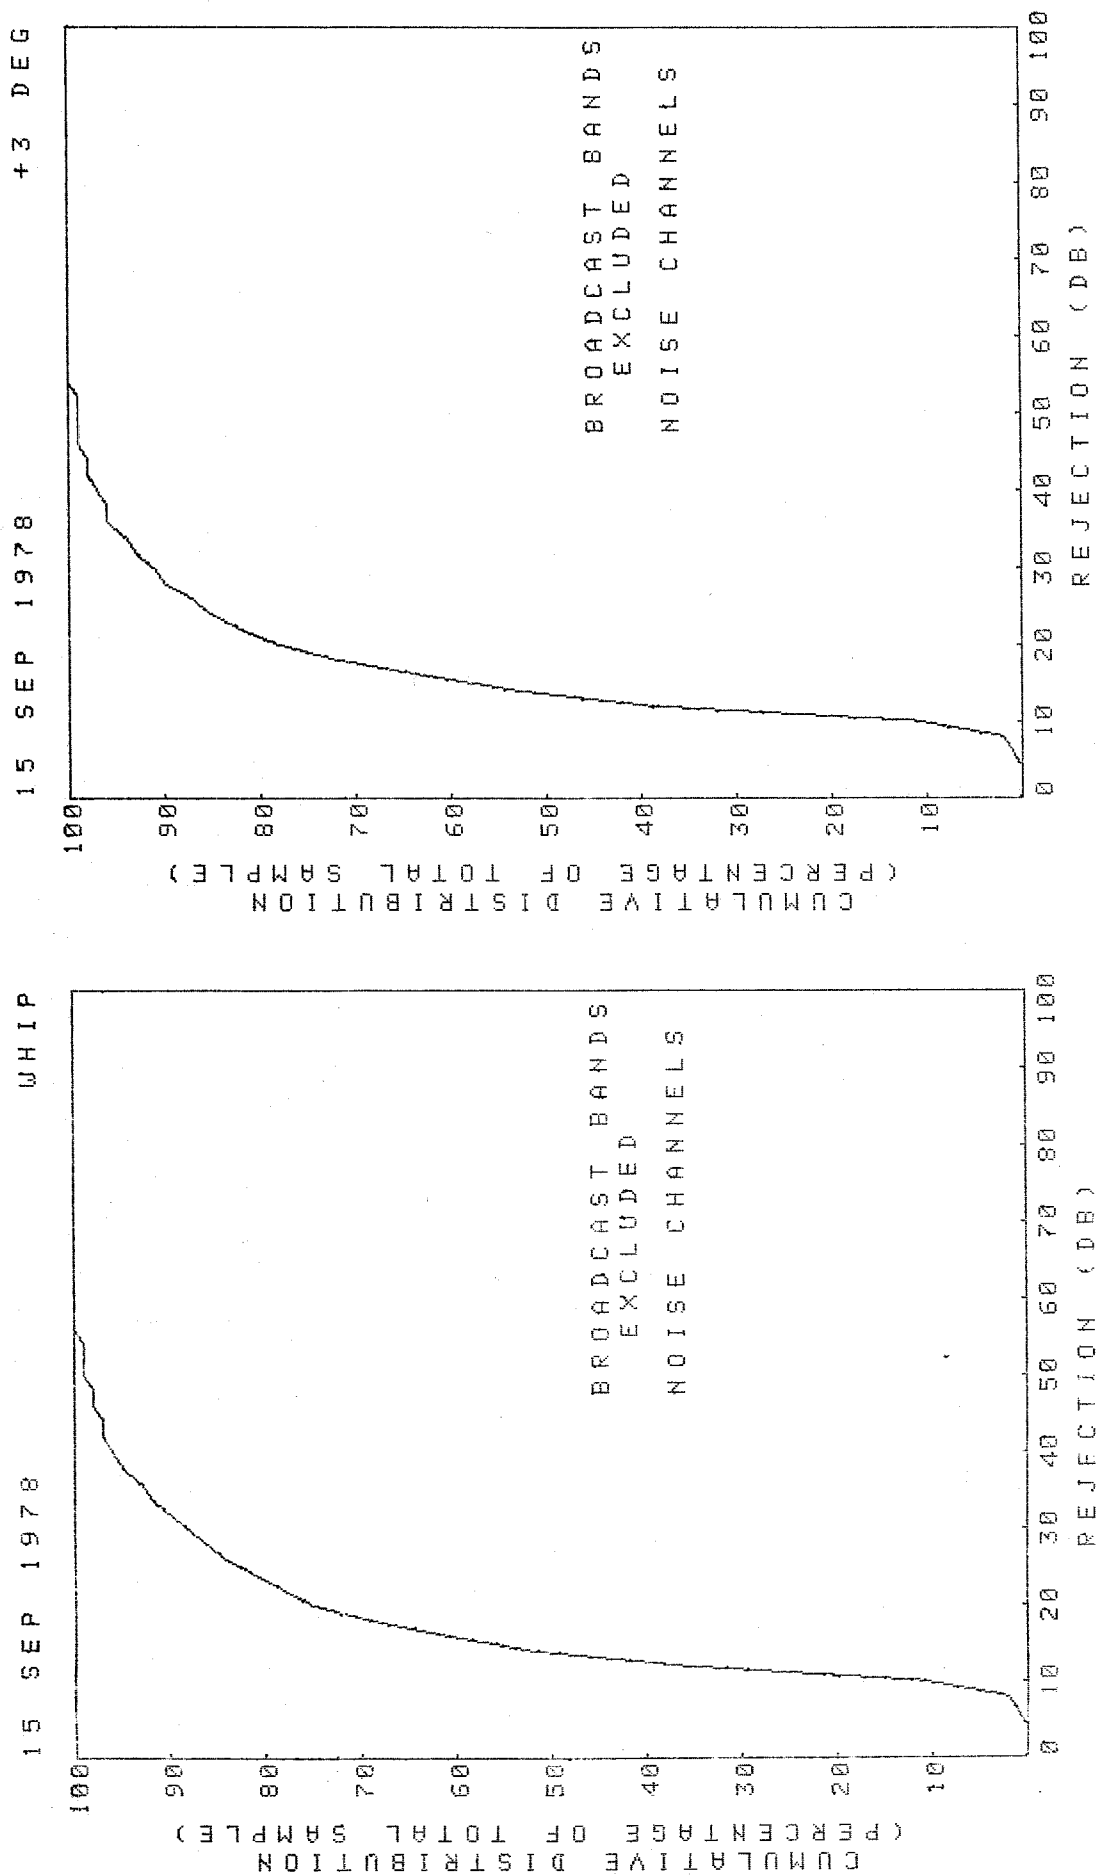 15 SEP 1978 WHIP
CUMULATIVE DISTRIBUTION
(PERCENTAGE OF TOTAL SAMPLE)
100
90
80
70
60
50
40
30
20
10
BROADCAST BANDS
EXCLUDED
NOISE CHANNELS
0 10 20 30 40 50 60 70 80 90 100
REJECTION (DB)
15 SEP 1978 +3 DEG
CUMULATIVE DISTRIBUTION
(PERCENTAGE OF TOTAL SAMPLE)
100
90
80
70
60
50
40
30
20
10
BROADCAST BANDS
EXCLUDED
NOISE CHANNELS
0 10 20 30 40 50 60 70 80 90 100
REJECTION (DB)